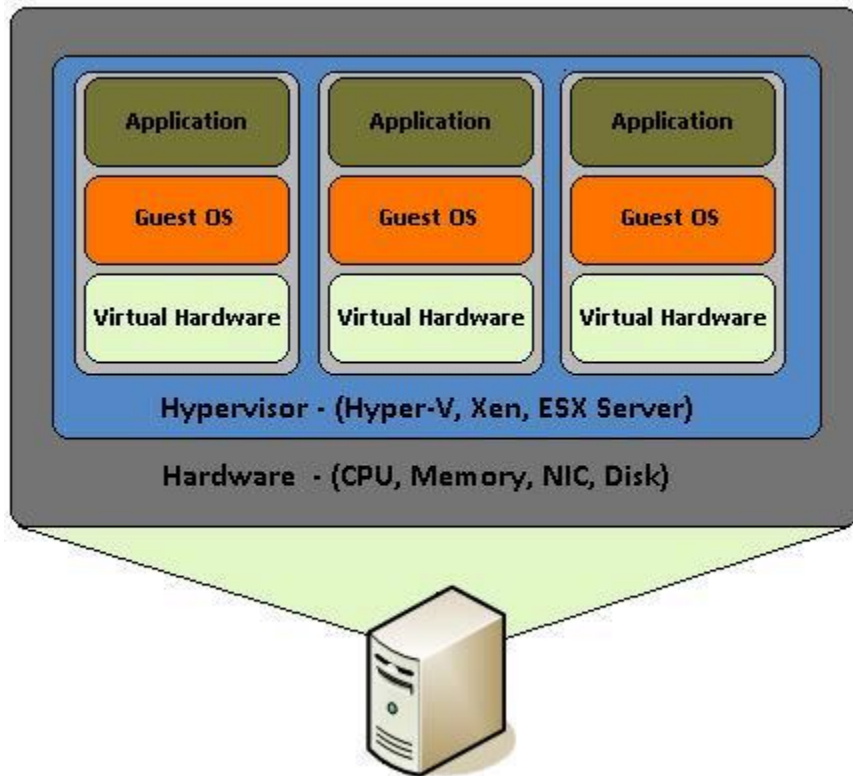 Application Application Application
Guest OS Guest OS Guest OS
Virtual Hardware Virtual Hardware Virtual Hardware
Hypervisor - (Hyper-V, Xen, ESX Server)
Hardware - (CPU, Memory, NIC, Disk)